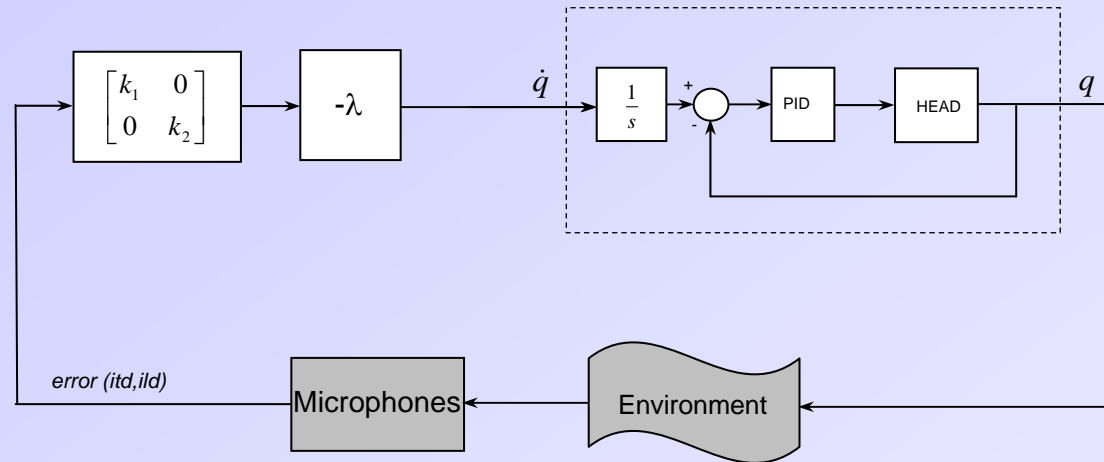 [k₁ 0
0 k₂]
-λ
q̇
1
s
+
-
PID
HEAD
q
error (itd,ild)
Microphones
Environment